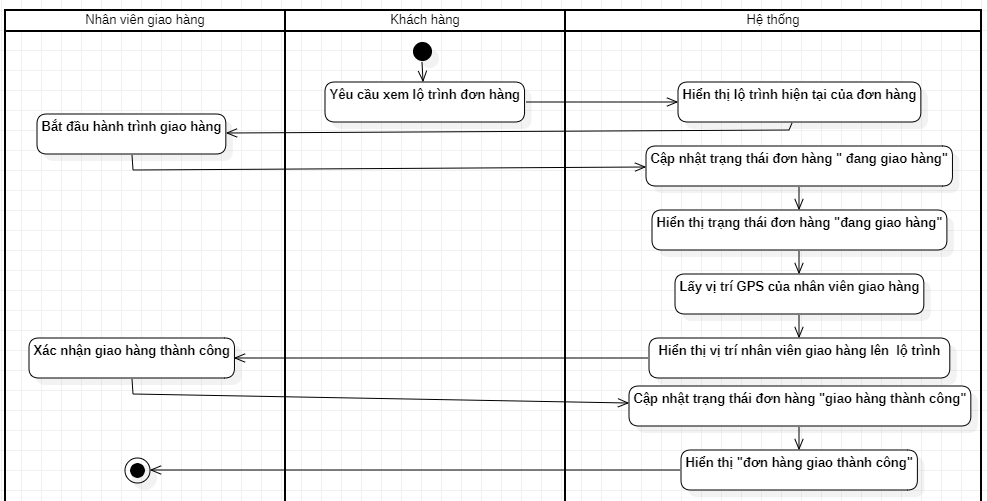 Nhân viên giao hàng
Khách hàng
Hệ thống
Yêu cầu xem lộ trình đơn hàng
Hiển thị lộ trình hiện tại của đơn hàng
Bắt đầu hành trình giao hàng
Cập nhật trạng thái đơn hàng " đang giao hàng"
Hiển thị trạng thái đơn hàng "đang giao hàng"
Lấy vị trí GPS của nhân viên giao hàng
Hiển thị vị trí nhân viên giao hàng lên  lộ trình
Xác nhận giao hàng thành công
Cập nhật trạng thái đơn hàng "giao hàng thành công"
Hiển thị "đơn hàng giao thành công"